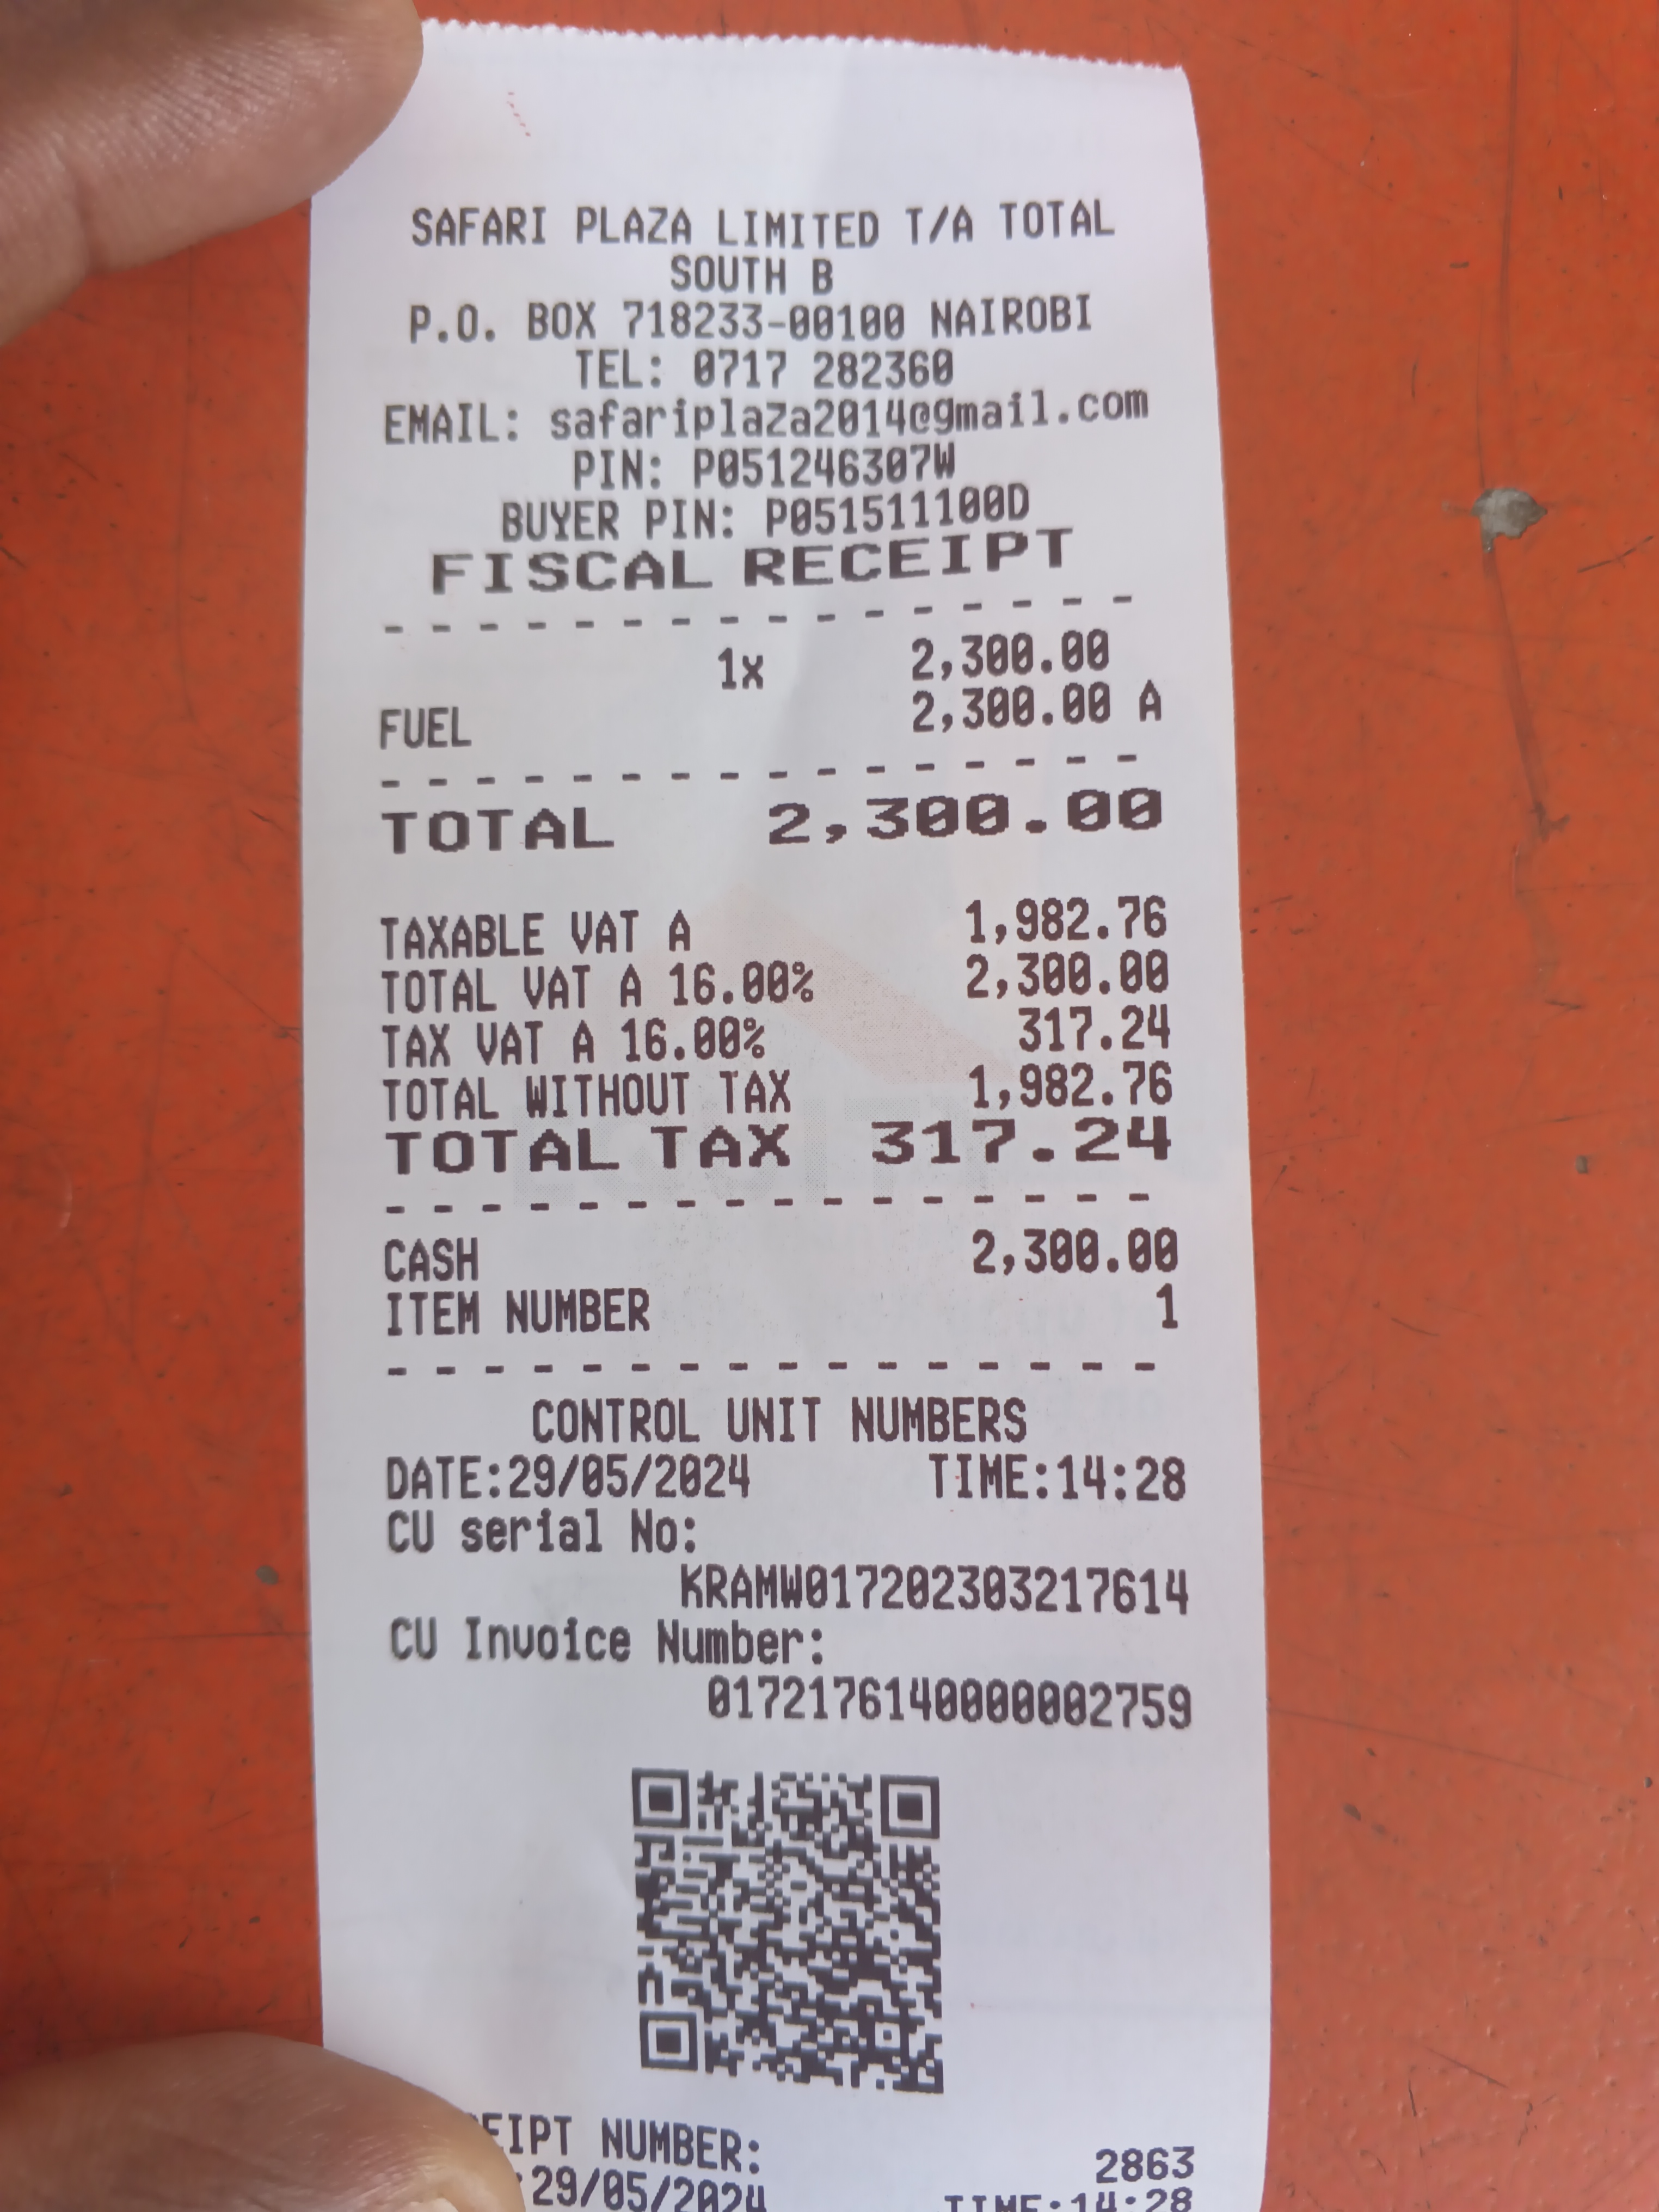 SAFARI PLAZA LIMITED T/A TOTAL
SOUTH B
P.O. BOX 718233-00100 NAIROBI
TEL: 0717 282360
EMAIL: safariplaza2014@gmail.com
PIN: P051246307W
BUYER PIN: P051511100D
FISCAL RECEIPT
1x 2,300.00
FUEL 2,300.00 A
TOTAL 2,300.00
TAXABLE VAT A 1,982.76
TOTAL VAT A 16.00% 2,300.00
TAX VAT A 16.00% 317.24
TOTAL WITHOUT TAX 1,982.76
TOTAL TAX 317.24
CASH 2,300.00
ITEM NUMBER 1
CONTROL UNIT NUMBERS
DATE:29/05/2024 TIME:14:28
CU serial No:
KRAMW017202303217614
CU Invoice Number:
0172176140000002759
EIPT NUMBER: 2863
:29/05/2024 TIME:14:28